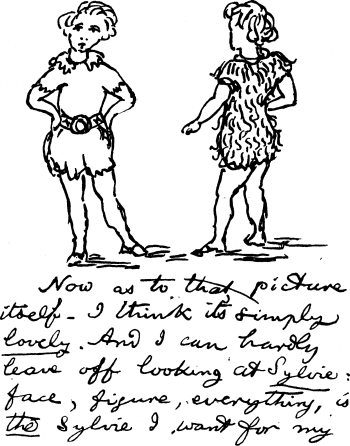 Now as to that picture
itself – I think it's simply
lovely. And I can hardly
leave off looking at Sylvie:
face, figure, everything, is
the Sylvie I want for my